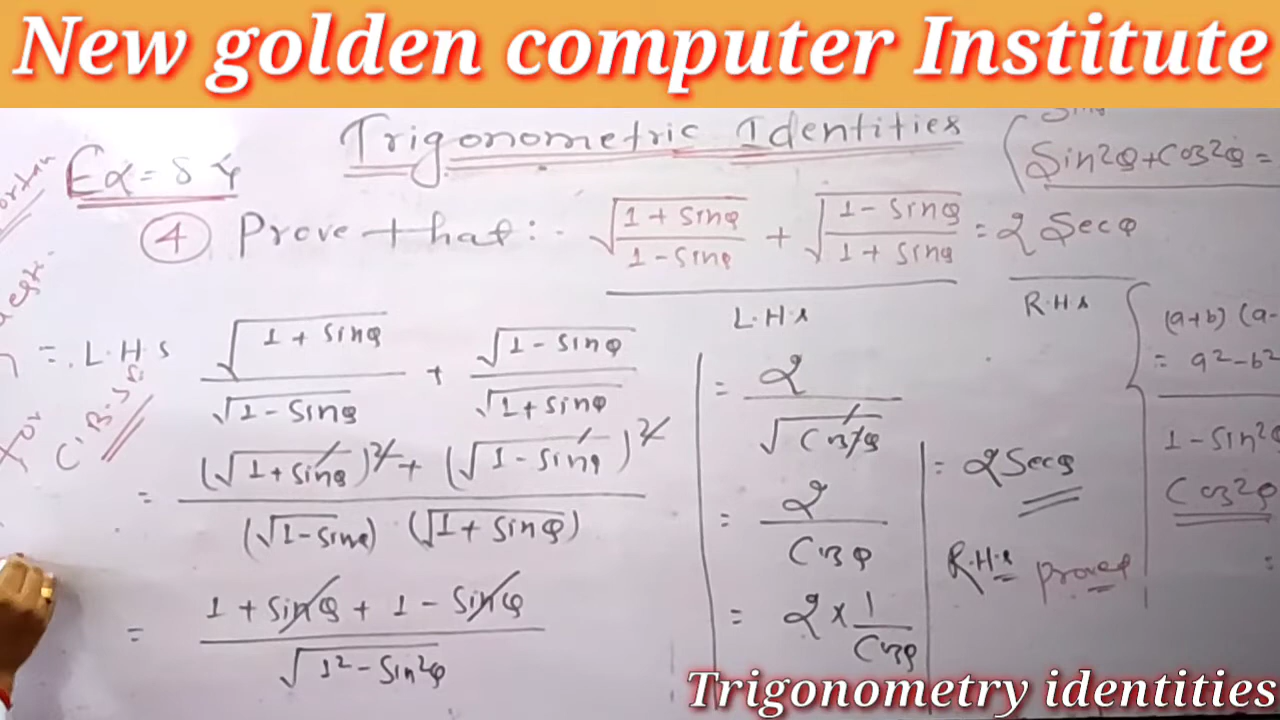 New golden computer Institute
Trigonometric Identities
Ex = 8.4
Sin²θ + Cos²θ =
④ Prove that :- √((1 + sinθ)/(1 - sinθ)) + √((1 - sinθ)/(1 + sinθ)) = 2 Secθ
L.H.S
R.H.S
= L.H.S √(1 + sinθ)/√(1 - sinθ) + √(1 - sinθ)/√(1 + sinθ)
for C.B.S.E
= ((√(1 + sinθ))² + (√(1 - sinθ))²)/((√(1 - sinθ)) (√(1 + sinθ)))
= (1 + sinθ + 1 - sinθ)/√(1² - sin²θ)
= 2/√(Cos²θ)
= 2/Cosθ
= 2 × 1/Cosθ
= 2 Secθ
R.H.S Proved
(a+b) (a-
= a² - b²
1 - sin²θ
Cos²θ
=
Trigonometry identities